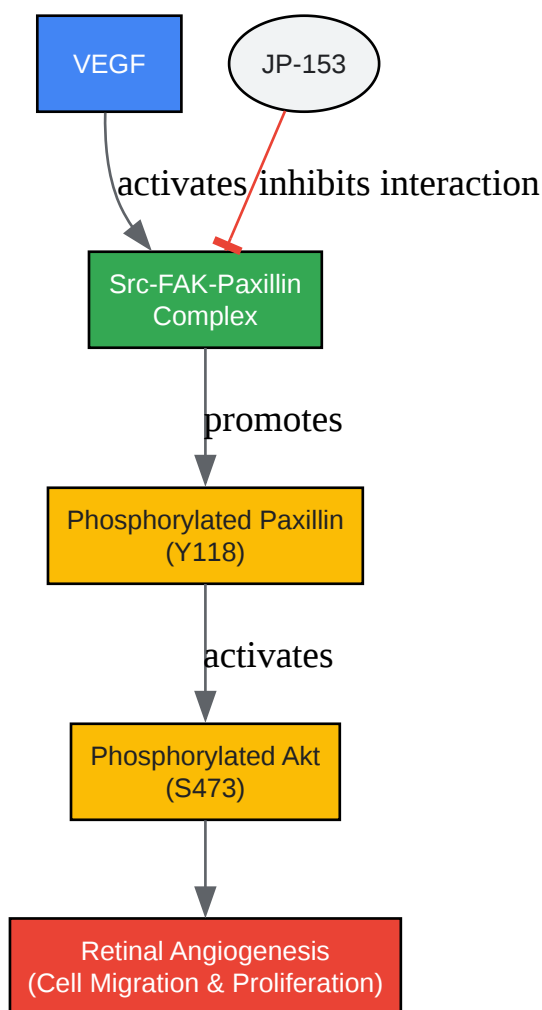 VEGF
JP-153
activates
inhibits interaction
Src-FAK-Paxillin
Complex
promotes
Phosphorylated Paxillin
(Y118)
activates
Phosphorylated Akt
(S473)
Retinal Angiogenesis
(Cell Migration & Proliferation)